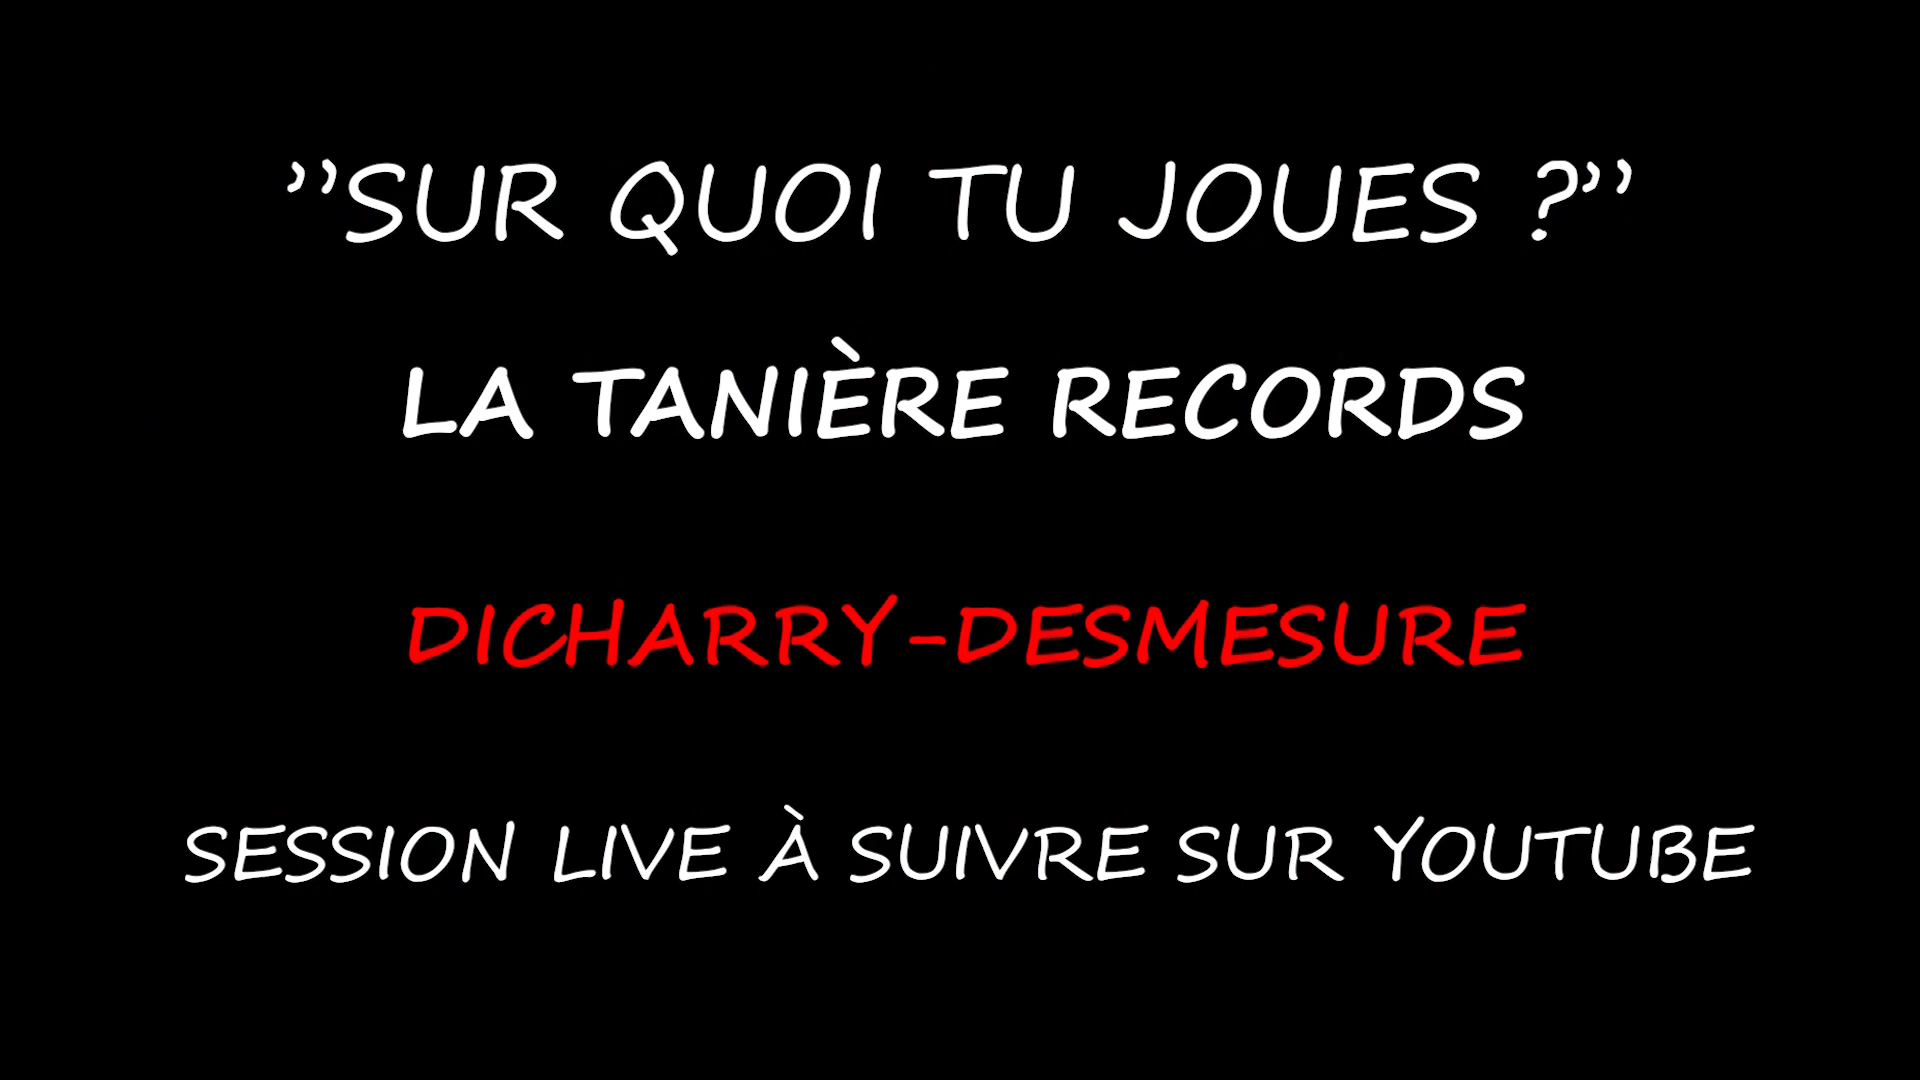 ”SUR QUOI TU JOUES ?”
LA TANIÈRE RECORDS
DICHARRY-DESMESURE
SESSION LIVE À SUIVRE SUR YOUTUBE